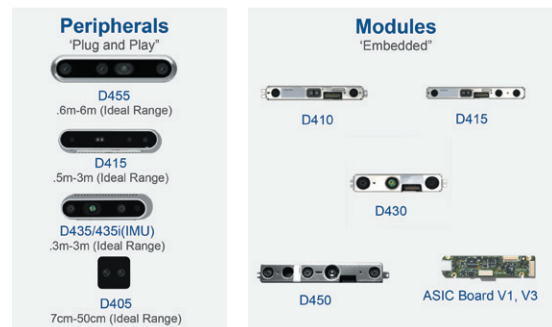 Peripherals
'Plug and Play"
D455
.6m-6m (Ideal Range)
D415
.5m-3m (Ideal Range)
D435/435i(IMU)
.3m-3m (Ideal Range)
D405
7cm-50cm (Ideal Range)
Modules
'Embedded"
D410
D415
D430
D450
ASIC Board V1, V3